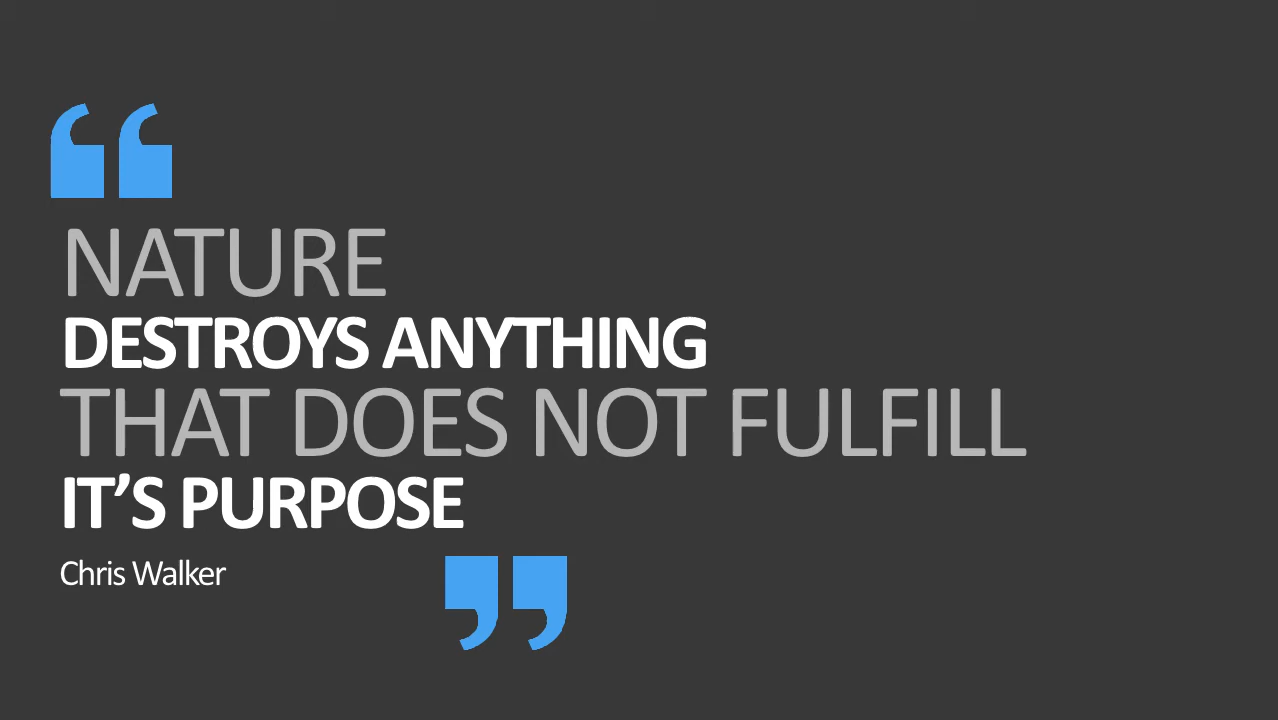 NATURE
DESTROYS ANYTHING
THAT DOES NOT FULFILL
IT’S PURPOSE
Chris Walker